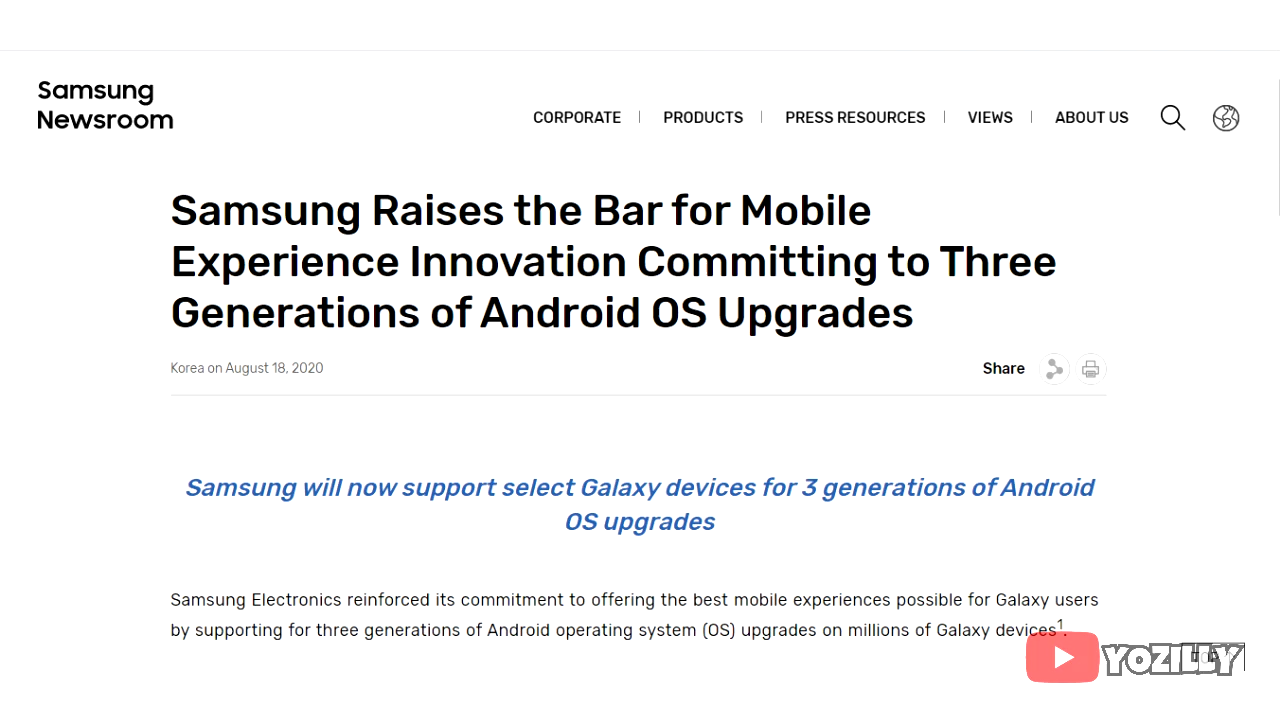 Samsung
Newsroom
CORPORATE
PRODUCTS
PRESS RESOURCES
VIEWS
ABOUT US
Samsung Raises the Bar for Mobile
Experience Innovation Committing to Three
Generations of Android OS Upgrades
Korea on August 18, 2020
Share
Samsung will now support select Galaxy devices for 3 generations of Android
OS upgrades
Samsung Electronics reinforced its commitment to offering the best mobile experiences possible for Galaxy users
by supporting for three generations of Android operating system (OS) upgrades on millions of Galaxy devices¹.
TOP
YOZILLY